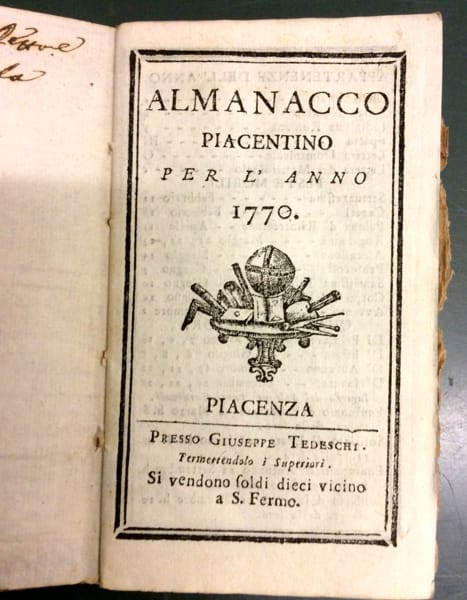 ALMANACCO
PIACENTINO
PER L' ANNO
1770.
PIACENZA
PRESSO GIUSEPPE TEDESCHI.
Permettendolo i Superiori.
Si vendono ſoldi dieci vicino
a S. Fermo.